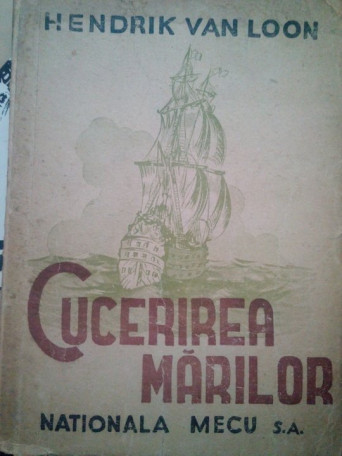 HENDRIK VAN LOON
CUCERIREA
MĂRILOR
NATIONALA MECU S.A.